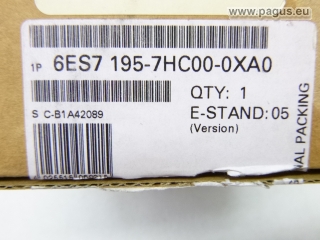 © www.pagus.eu
1P 6ES7 195-7HC00-0XA0
QTY: 1
S C-B1A42089
E-STAND: 05
(Version)
NAL PACKING